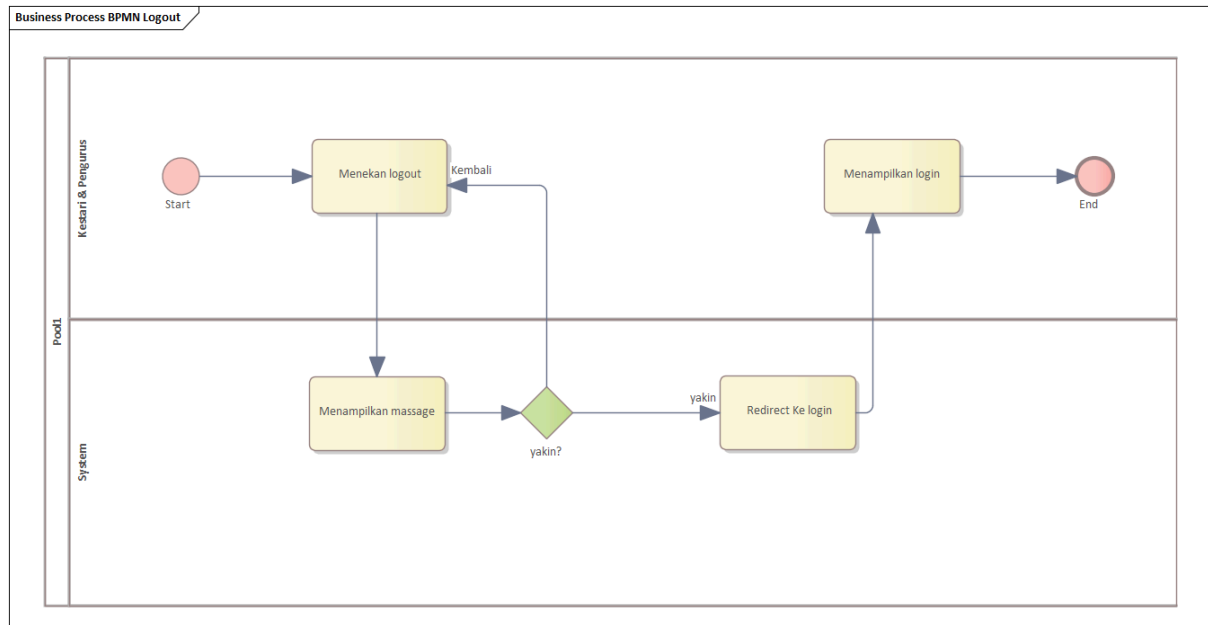 Business Process BPMN Logout
Pool1
Kestari & Pengurus
Start
Menekan logout
Kembali
Menampilkan login
End
System
Menampilkan massage
yakin?
yakin
Redirect Ke login